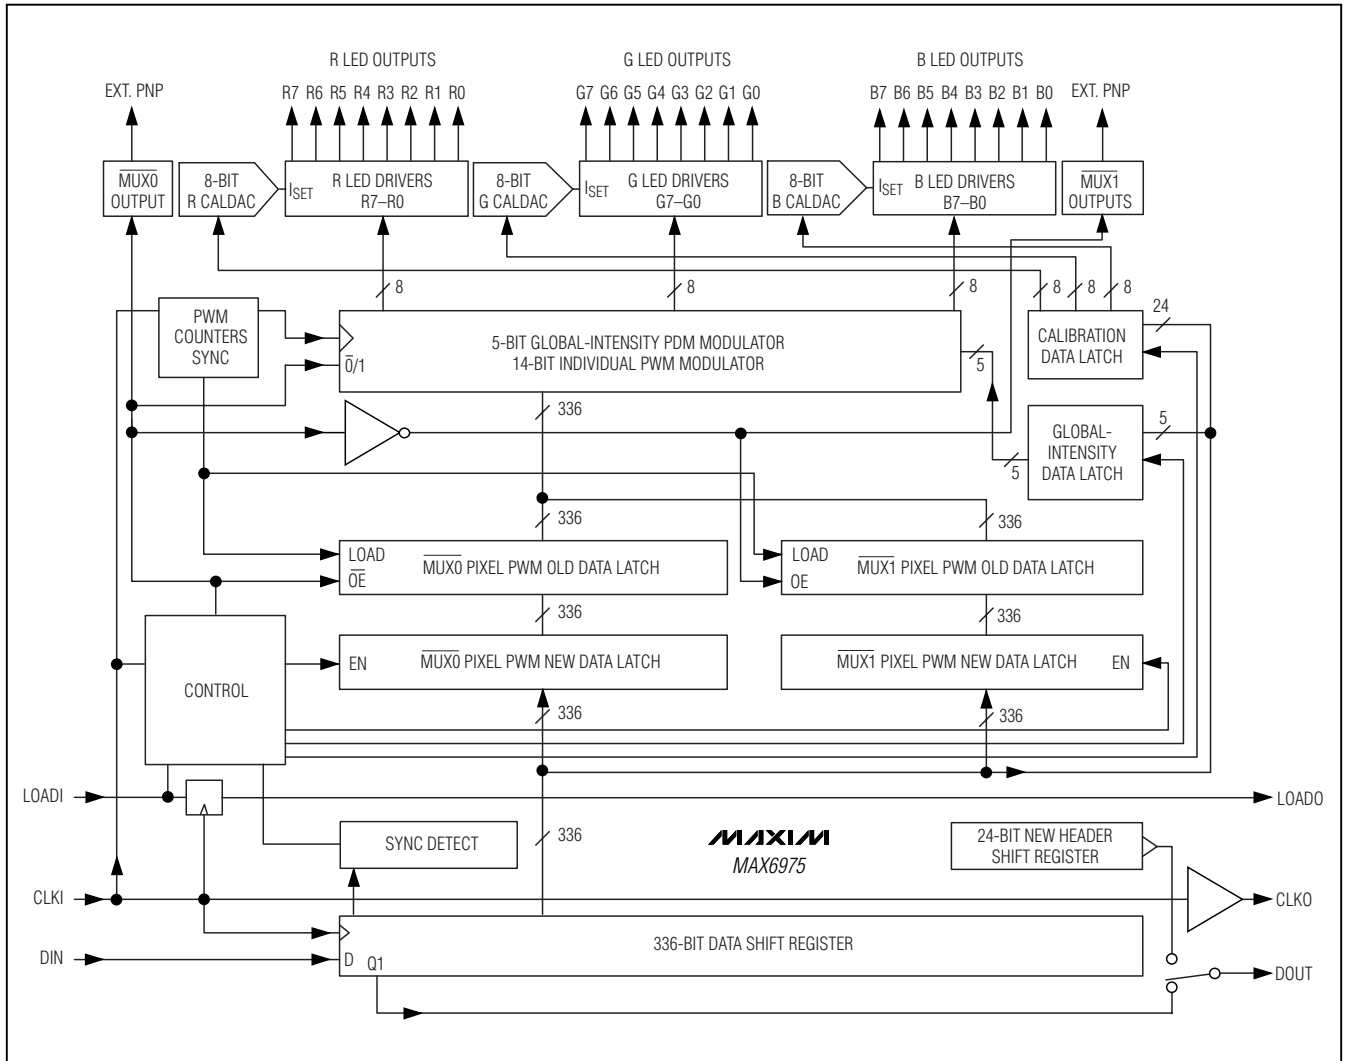 R LED OUTPUTS
G LED OUTPUTS
B LED OUTPUTS
EXT. PNP
R7 R6 R5 R4 R3 R2 R1 R0
G7 G6 G5 G4 G3 G2 G1 G0
B7 B6 B5 B4 B3 B2 B1 B0
EXT. PNP
M̅U̅X̅0̅
OUTPUT
8-BIT
R CALDAC
ISET
R LED DRIVERS
R7–R0
8-BIT
G CALDAC
ISET
G LED DRIVERS
G7–G0
8-BIT
B CALDAC
ISET
B LED DRIVERS
B7–B0
M̅U̅X̅1̅
OUTPUTS
8
8
8
8
8
8
24
PWM
COUNTERS
SYNC
0̅/1
5-BIT GLOBAL-INTENSITY PDM MODULATOR
14-BIT INDIVIDUAL PWM MODULATOR
5
CALIBRATION
DATA LATCH
336
5
GLOBAL-
INTENSITY
DATA LATCH
5
336
336
LOAD
O̅E̅
M̅U̅X̅0̅ PIXEL PWM OLD DATA LATCH
LOAD
OE
M̅U̅X̅1̅ PIXEL PWM OLD DATA LATCH
336
336
CONTROL
EN
M̅U̅X̅0̅ PIXEL PWM NEW DATA LATCH
M̅U̅X̅1̅ PIXEL PWM NEW DATA LATCH
EN
336
336
LOADI
LOADO
SYNC DETECT
336
MAXIM
MAX6975
24-BIT NEW HEADER
SHIFT REGISTER
CLKI
CLKO
DIN
D
Q1
336-BIT DATA SHIFT REGISTER
DOUT